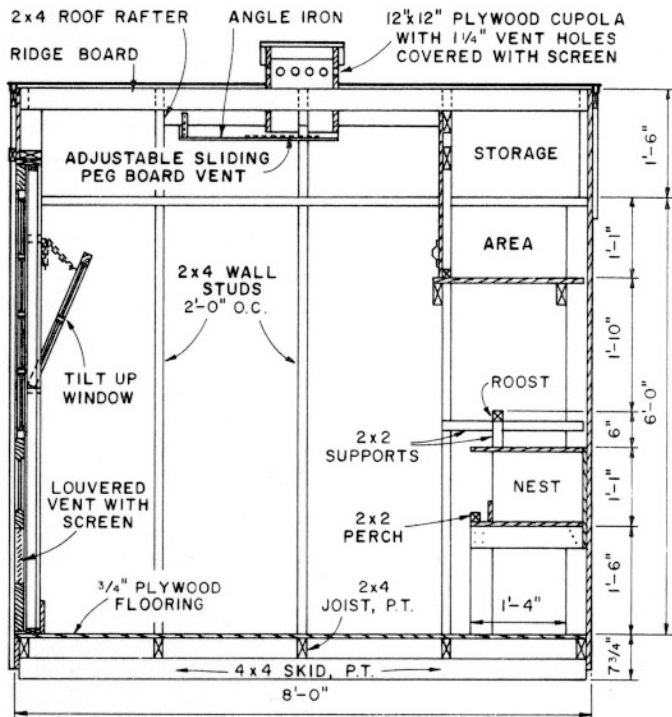 2x4 ROOF RAFTER
ANGLE IRON
12"x12" PLYWOOD CUPOLA
WITH 1¼" VENT HOLES
COVERED WITH SCREEN
RIDGE BOARD
ADJUSTABLE SLIDING
PEG BOARD VENT
STORAGE
AREA
1'-6"
1'-1"
2x4 WALL
STUDS
2'-0" O.C.
1'-10"
TILT UP
WINDOW
ROOST
6'-0"
6"
2x2
SUPPORTS
LOUVERED
VENT WITH
SCREEN
NEST
1'-1"
2x2
PERCH
¾" PLYWOOD
FLOORING
2x4
JOIST, P.T.
1'-4"
1'-6"
4x4 SKID, P.T.
7¾"
8'-0"